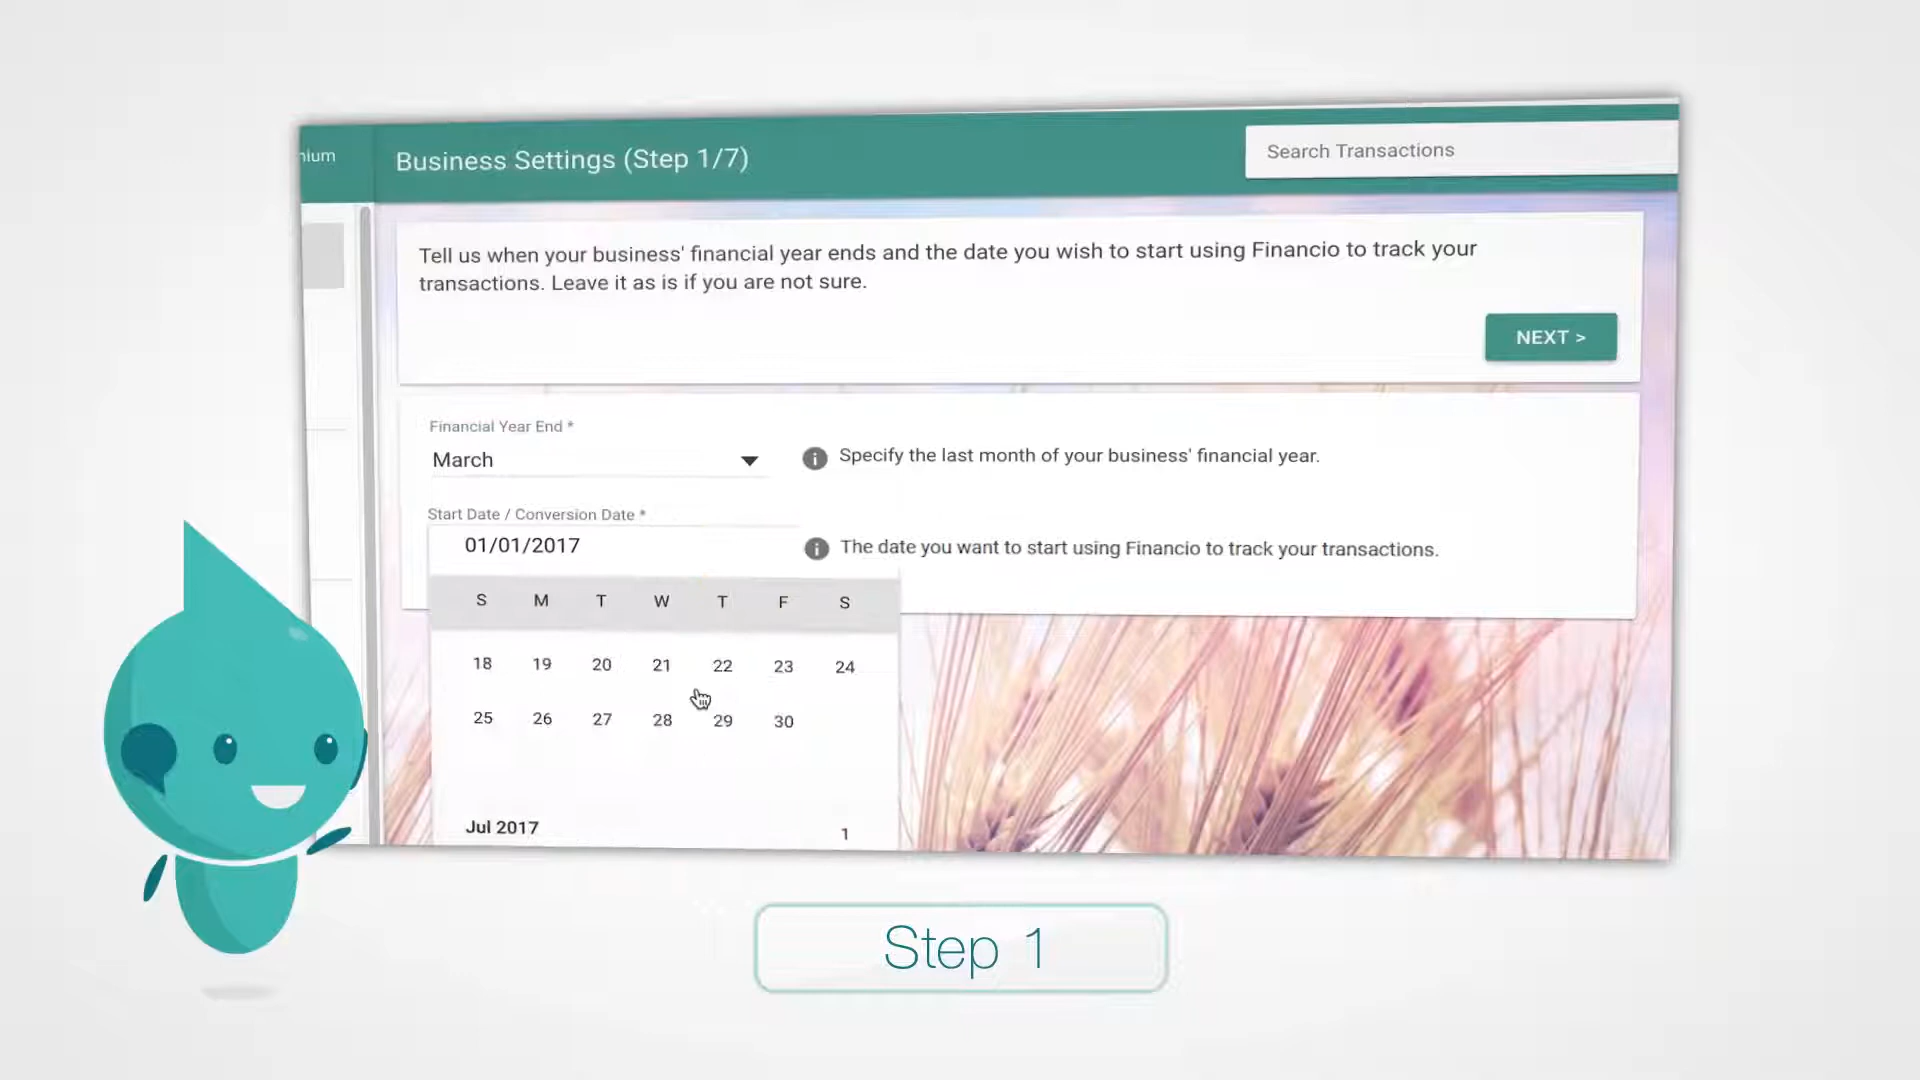 nium
Business Settings (Step 1/7)
Search Transactions
Tell us when your business' financial year ends and the date you wish to start using Financio to track your
transactions. Leave it as is if you are not sure.
NEXT >
Financial Year End *
March
Specify the last month of your business' financial year.
Start Date / Conversion Date *
01/01/2017
The date you want to start using Financio to track your transactions.
S M T W T F S
18 19 20 21 22 23 24
25 26 27 28 29 30
Jul 2017 1
Step 1